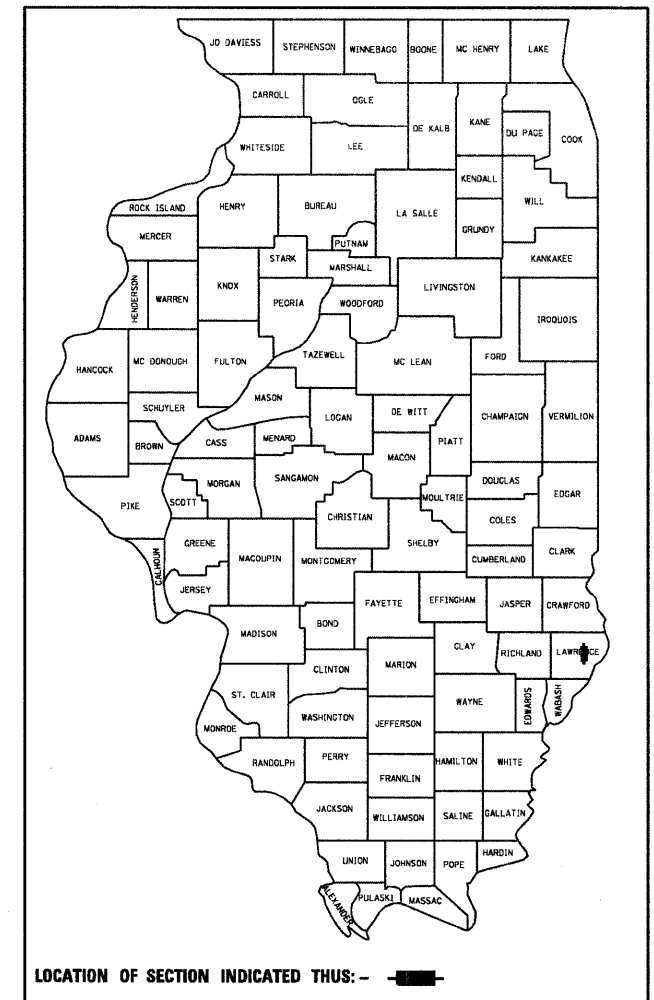 JO DAVIESS STEPHENSON WINNEBAGO BOONE MC HENRY LAKE
CARROLL OGLE DE KALB KANE DU PAGE COOK
WHITESIDE LEE
KENDALL
ROCK ISLAND HENRY BUREAU LA SALLE WILL
MERCER PUTNAM GRUNDY
STARK MARSHALL KANKAKEE
HENDERSON WARREN KNOX PEORIA WOODFORD LIVINGSTON
IROQUOIS
HANCOCK MC DONOUGH FULTON TAZEWELL MC LEAN FORD
MASON
SCHUYLER LOGAN DE WITT CHAMPAIGN VERMILION
ADAMS BROWN CASS MENARD PIATT
MACON
MORGAN SANGAMON DOUGLAS EDGAR
PIKE SCOTT CHRISTIAN MOULTRIE
COLES
GREENE MACOUPIN MONTGOMERY SHELBY CLARK
CALHOUN CUMBERLAND
JERSEY FAYETTE EFFINGHAM JASPER CRAWFORD
MADISON BOND
CLAY RICHLAND LAWRENCE
CLINTON MARION
ST. CLAIR WAYNE EDWARDS WABASH
MONROE WASHINGTON JEFFERSON
RANDOLPH PERRY HAMILTON WHITE
FRANKLIN
JACKSON WILLIAMSON SALINE GALLATIN
UNION JOHNSON POPE HARDIN
ALEXANDER PULASKI MASSAC
LOCATION OF SECTION INDICATED THUS: –